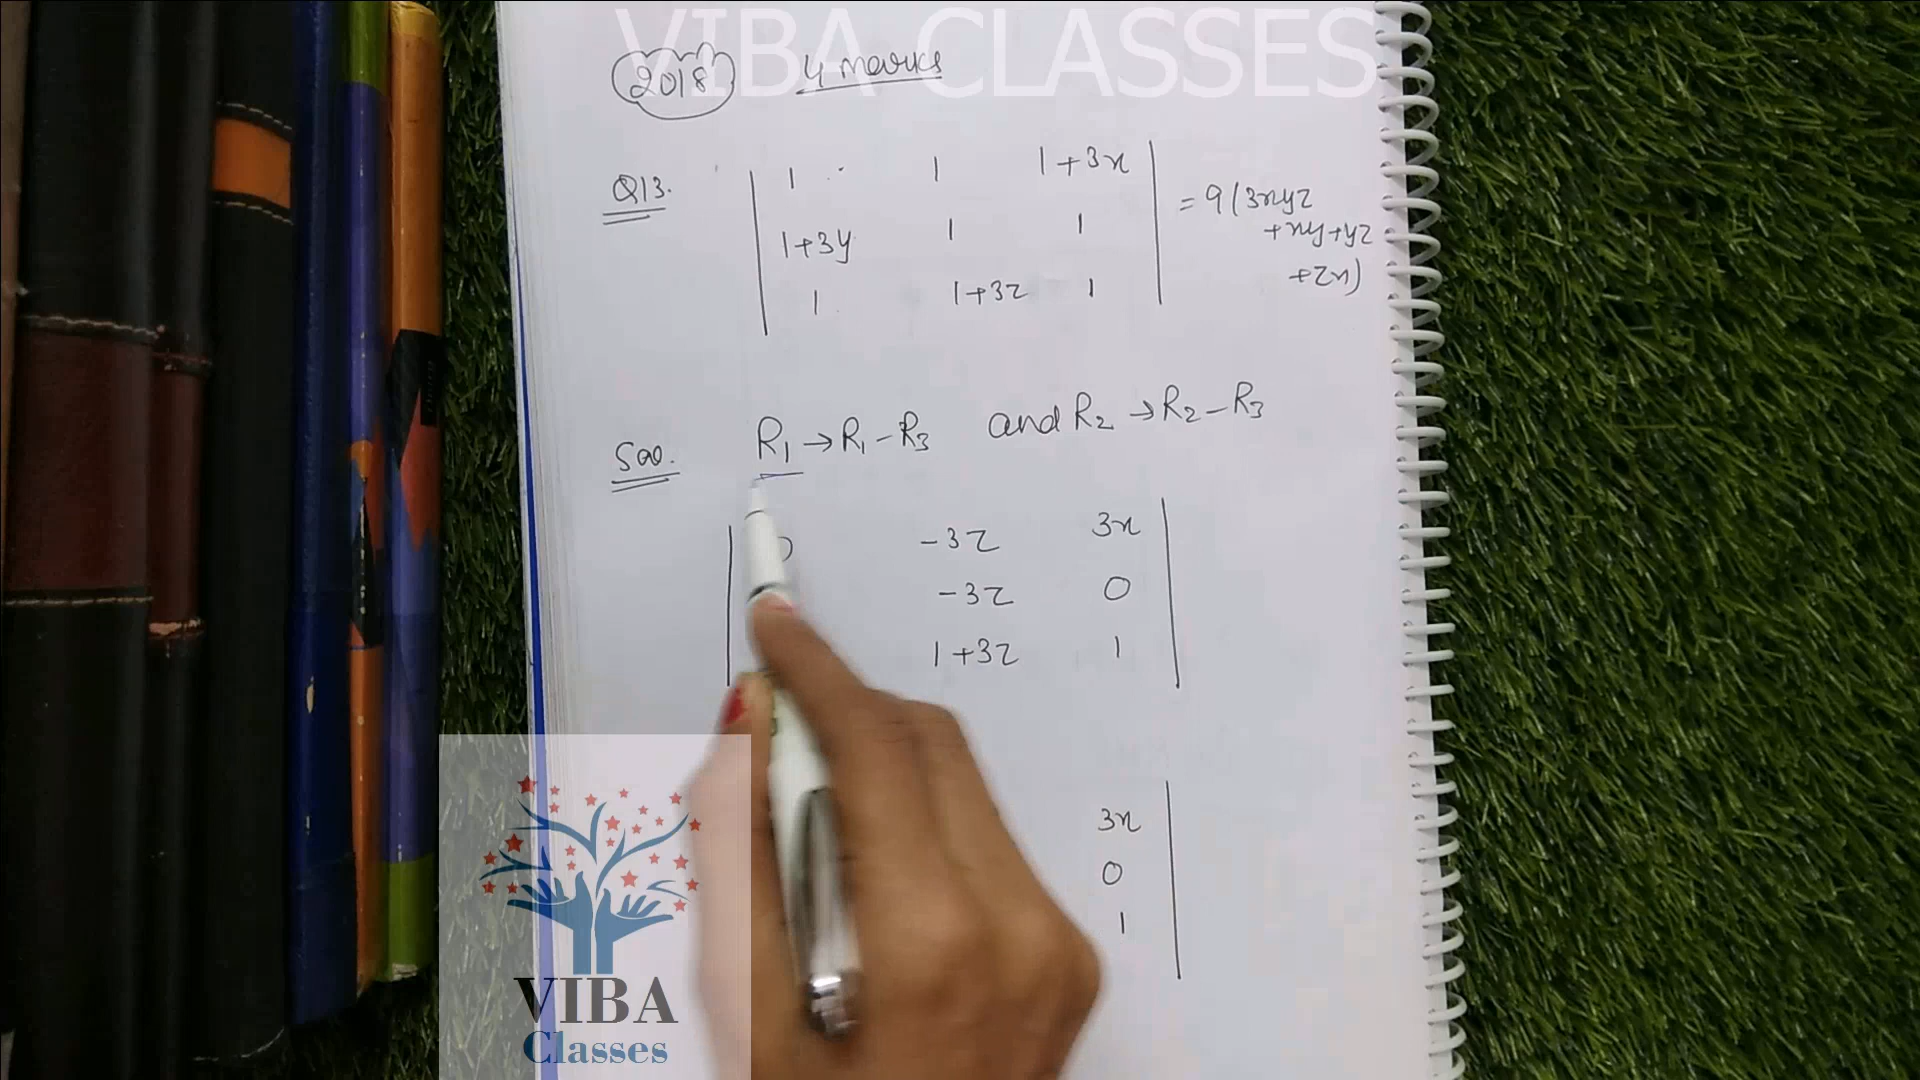 VIBA CLASSES
2018 4 marks
Q13. 1 1 1+3x
1+3y 1 1
1 1+3z 1
= 9(3xyz
+xy+yz
+zx)
Sol. R₁→R₁-R₃ and R₂→R₂-R₃
0 -3z 3x
-3z 0
1+3z 1
3x
0
1
VIBA
Classes